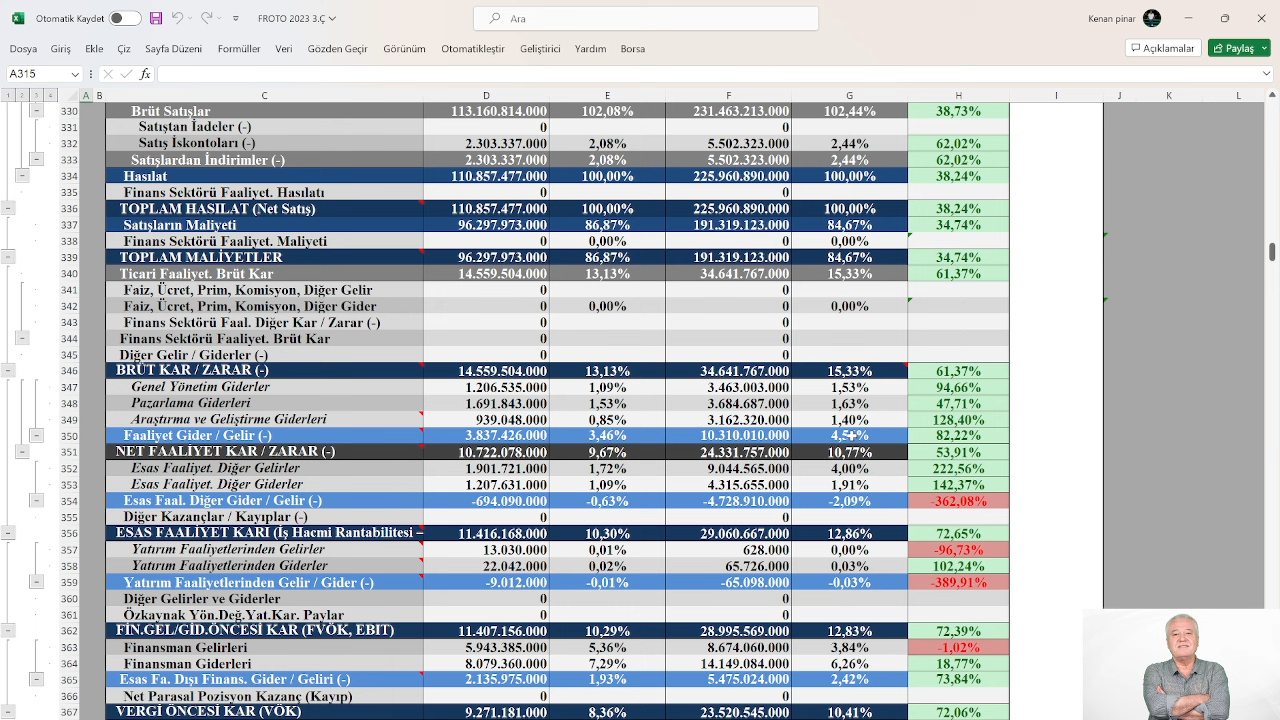 Otomatik Kaydet
FROTO 2023 3.Ç
Ara
Kenan pinar
Dosya Giriş Ekle Çiz Sayfa Düzeni Formüller Veri Gözden Geçir Görünüm Otomatikleştir Geliştirici Yardım Borsa
Açıklamalar Paylaş
A315 fx
1 2 3 4 A B C D E F G H I J K L
330 Brüt Satışlar 113.160.814.000 102,08% 231.463.213.000 102,44% 38,73%
331 Satıştan İadeler (-) 0 0
332 Satış İskontoları (-) 2.303.337.000 2,08% 5.502.323.000 2,44% 62,02%
333 Satışlardan İndirimler (-) 2.303.337.000 2,08% 5.502.323.000 2,44% 62,02%
334 Hasılat 110.857.477.000 100,00% 225.960.890.000 100,00% 38,24%
335 Finans Sektörü Faaliyet. Hasılatı 0 0
336 TOPLAM HASILAT (Net Satış) 110.857.477.000 100,00% 225.960.890.000 100,00% 38,24%
337 Satışların Maliyeti 96.297.973.000 86,87% 191.319.123.000 84,67% 34,74%
338 Finans Sektörü Faaliyet. Maliyeti 0 0,00% 0 0,00%
339 TOPLAM MALİYETLER 96.297.973.000 86,87% 191.319.123.000 84,67% 34,74%
340 Ticari Faaliyet. Brüt Kar 14.559.504.000 13,13% 34.641.767.000 15,33% 61,37%
341 Faiz, Ücret, Prim, Komisyon, Diğer Gelir 0 0
342 Faiz, Ücret, Prim, Komisyon, Diğer Gider 0 0,00% 0 0,00%
343 Finans Sektörü Faal. Diğer Kar / Zarar (-) 0 0
344 Finans Sektörü Faaliyet. Brüt Kar 0 0
345 Diğer Gelir / Giderler (-) 0 0
346 BRÜT KAR / ZARAR (-) 14.559.504.000 13,13% 34.641.767.000 15,33% 61,37%
347 Genel Yönetim Giderler 1.206.535.000 1,09% 3.463.003.000 1,53% 94,66%
348 Pazarlama Giderleri 1.691.843.000 1,53% 3.684.687.000 1,63% 47,71%
349 Araştırma ve Geliştirme Giderleri 939.048.000 0,85% 3.162.320.000 1,40% 128,40%
350 Faaliyet Gider / Gelir (-) 3.837.426.000 3,46% 10.310.010.000 82,22%
351 NET FAALİYET KAR / ZARAR (-) 10.722.078.000 9,67% 24.331.757.000 10,77% 53,91%
352 Esas Faaliyet. Diğer Gelirler 1.901.721.000 1,72% 9.044.565.000 4,00% 222,56%
353 Esas Faaliyet. Diğer Giderler 1.207.631.000 1,09% 4.315.655.000 1,91% 142,37%
354 Esas Faal. Diğer Gider / Gelir (-) -694.090.000 -0,63% -4.728.910.000 -2,09% -362,08%
355 Diğer Kazançlar / Kayıplar (-) 0 0
356 ESAS FAALİYET KARI (İş Hacmi Rantabilitesi – 11.416.168.000 10,30% 29.060.667.000 12,86% 72,65%
357 Yatırım Faaliyetlerinden Gelirler 13.030.000 0,01% 628.000 0,00% -96,73%
358 Yatırım Faaliyetlerinden Giderler 22.042.000 0,02% 65.726.000 0,03% 102,24%
359 Yatırım Faaliyetlerinden Gelir / Gider (-) -9.012.000 -0,01% -65.098.000 -0,03% -389,91%
360 Diğer Gelirler ve Giderler 0 0
361 Özkaynak Yön.Değ.Yat.Kar. Paylar 0 0
362 FİN.GEL/GİD.ÖNCESİ KAR (FVÖK, EBIT) 11.407.156.000 10,29% 28.995.569.000 12,83% 72,39%
363 Finansman Gelirleri 5.943.385.000 5,36% 8.674.060.000 3,84% -1,02%
364 Finansman Giderleri 8.079.360.000 7,29% 14.149.084.000 6,26% 18,77%
365 Esas Fa. Dışı Finans. Gider / Geliri (-) 2.135.975.000 1,93% 5.475.024.000 2,42% 73,84%
366 Net Parasal Pozisyon Kazanç (Kayıp) 0 0
367 VERGİ ÖNCESİ KAR (VÖK) 9.271.181.000 8,36% 23.520.545.000 10,41% 72,06%